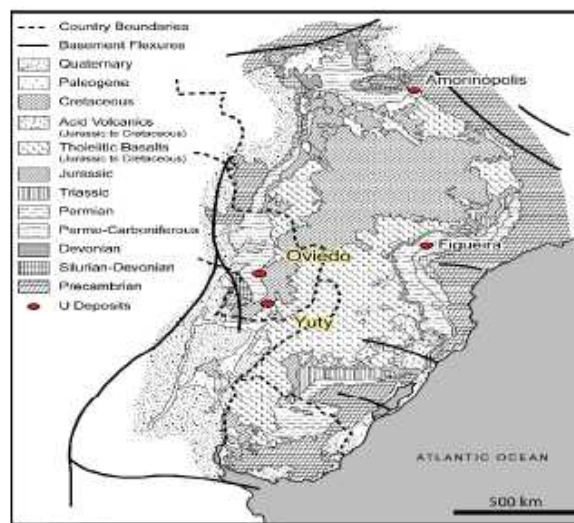 Country Boundaries
Basement Flexures
Quaternary
Paleogene
Cretaceous
Acid Volcanics
(Jurassic to Cretaceous)
Tholeiitic Basalts
(Jurassic to Cretaceous)
Jurassic
Triassic
Permian
Permo-Carboniferous
Devonian
Silurian-Devonian
Precambrian
U Deposits
Amorinópolis
Oviedo
Figueira
Yuty
ATLANTIC OCEAN
500 km